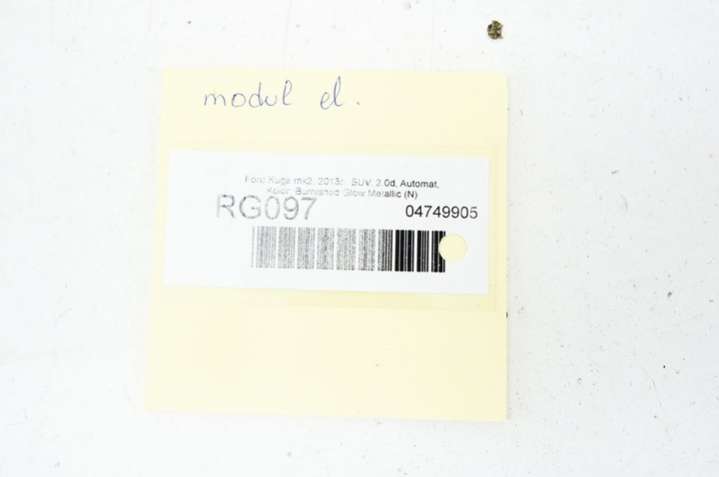 modul el.
Ford Kuga mk2, 2013r., SUV, 2.0d, Automat,
Kolor: Burnished Glow Metallic (N)
RG097 04749905